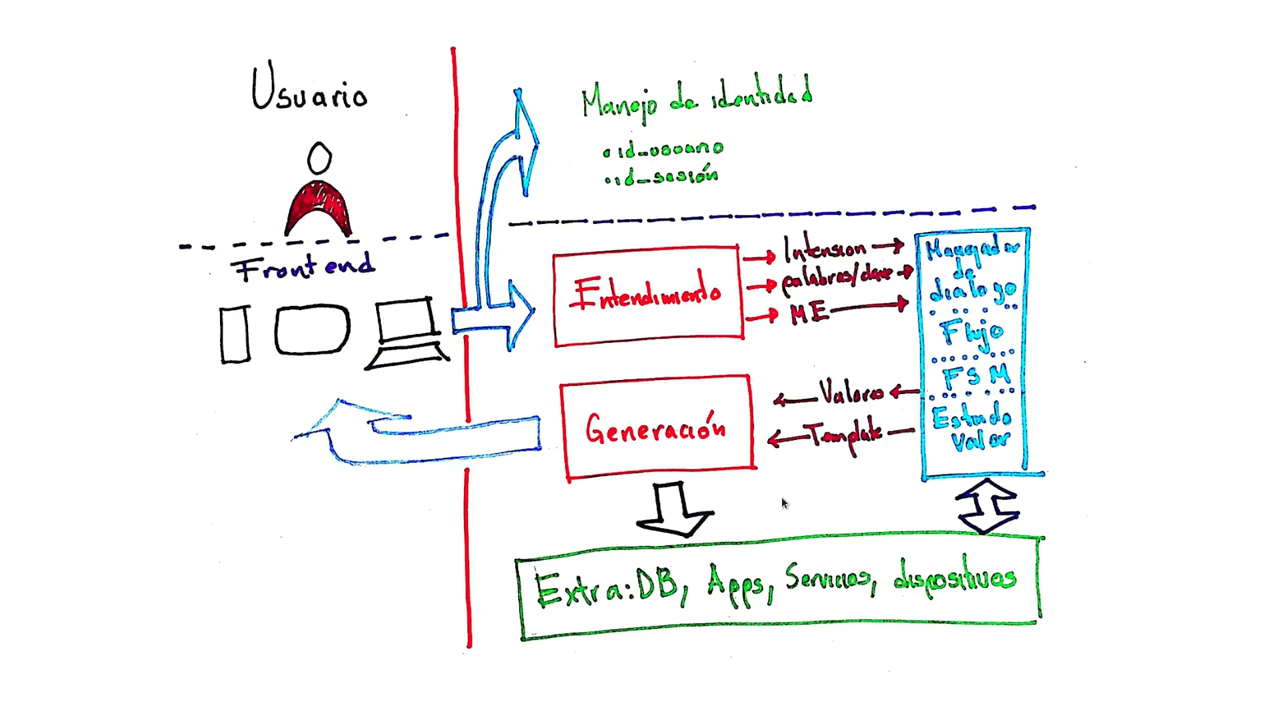 Usuario
Frontend
Manejo de identidad
• id_usuario
• id_sesión
Entendimiento
Intension
palabras/clave
ME
Manejador
de
dialogo
Flujo
FSM
Estado
Valor
Valores
Template
Generación
Extra: DB, Apps, Servicios, dispositivos